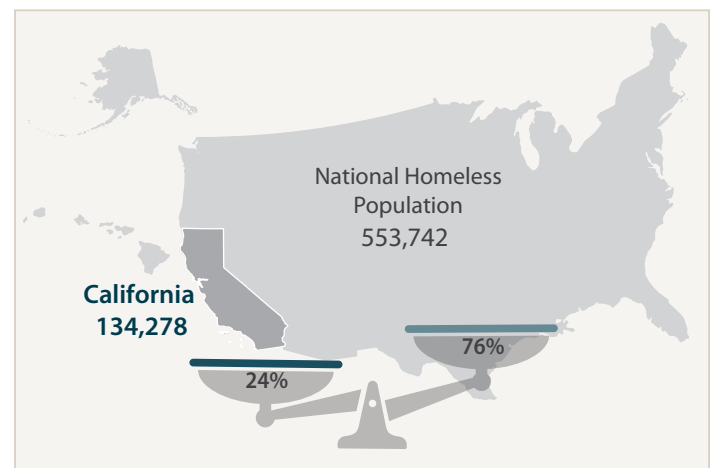 National Homeless
Population
553,742
California
134,278
76%
24%